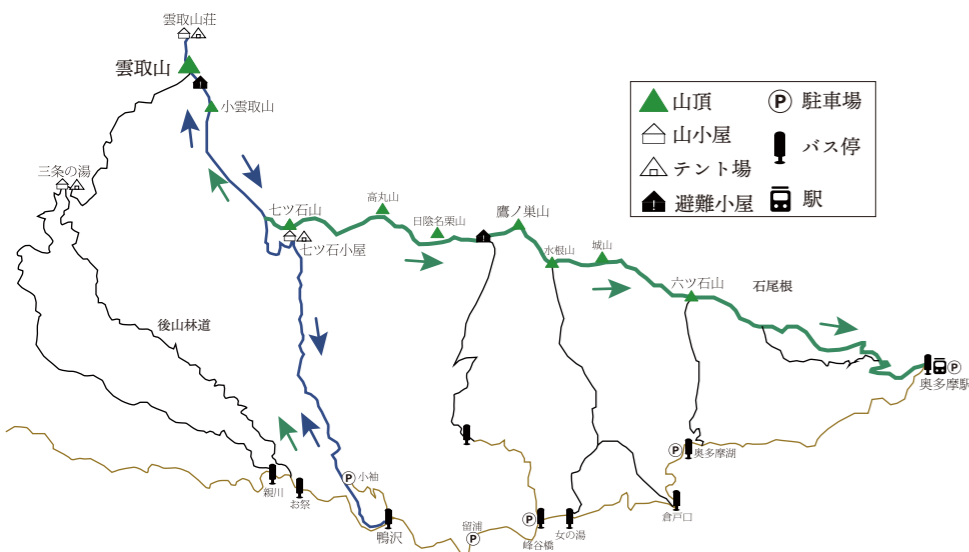 雲取山荘
雲取山
小雲取山
三条の湯
七ツ石山
七ツ石小屋
高丸山
日陰名栗山
鷹ノ巣山
水根山
城山
六ツ石山
石尾根
後山林道
奥多摩駅
P
親川
お祭
P 小袖
鴨沢
留浦
P
P
峰谷橋
女の湯
倉戸口
P
奥多摩湖
P
山頂
山小屋
テント場
避難小屋
P 駐車場
バス停
駅